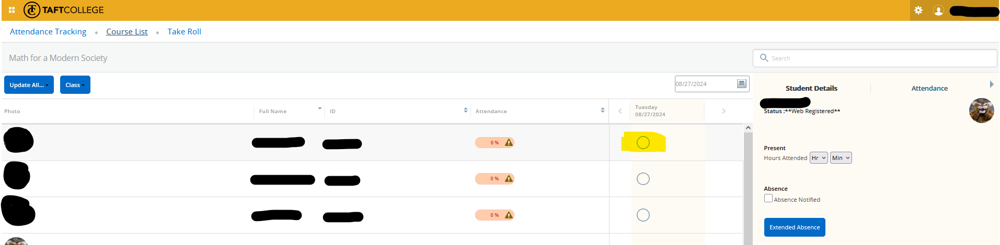 TC TAFTCOLLEGE
Attendance Tracking • Course List • Take Roll
Math for a Modern Society
Search
Update All... Class
08/27/2024
Student Details Attendance
Photo Full Name ID Attendance Tuesday
08/27/2024
Status :**Web Registered**
0 %
Present
Hours Attended Hr Min
0 %
Absence
Absence Notified
0 %
Extended Absence